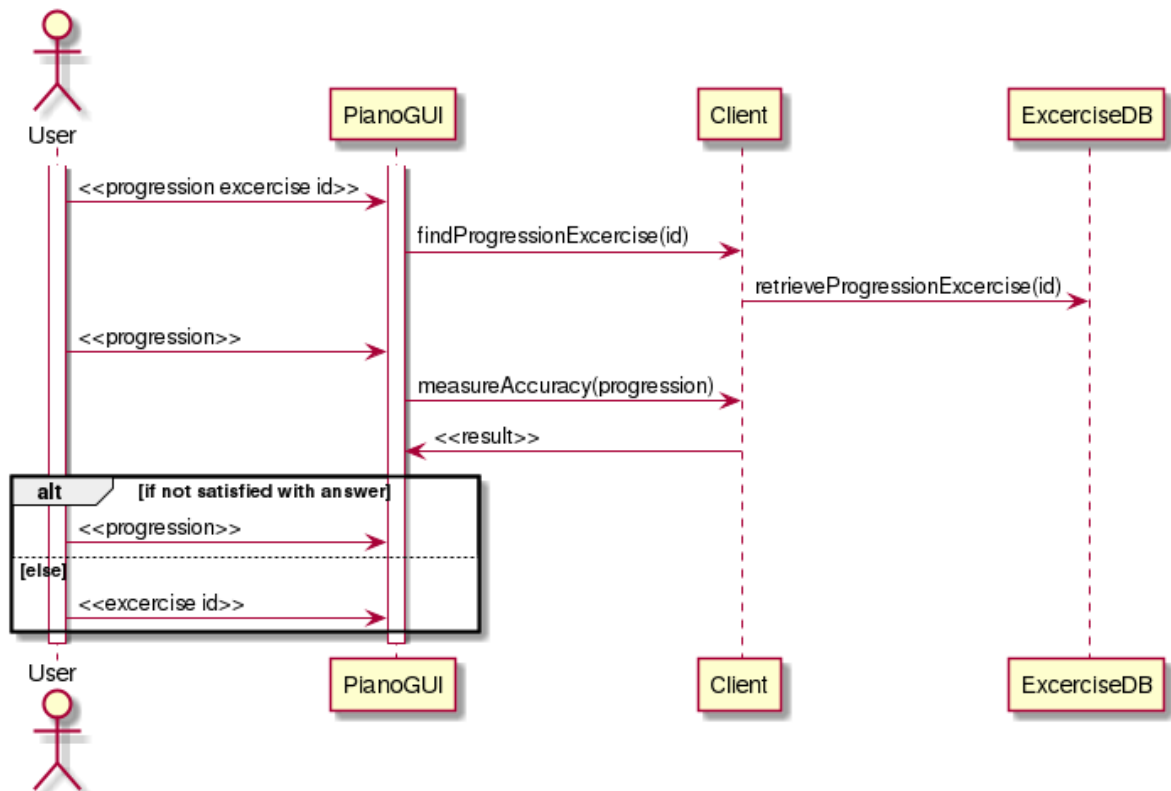 User
PianoGUI
Client
ExcerciseDB
<<progression excercise id>>
findProgressionExcercise(id)
retrieveProgressionExcercise(id)
<<progression>>
measureAccuracy(progression)
<<result>>
alt
[if not satisfied with answer]
<<progression>>
[else]
<<excercise id>>
User
PianoGUI
Client
ExcerciseDB